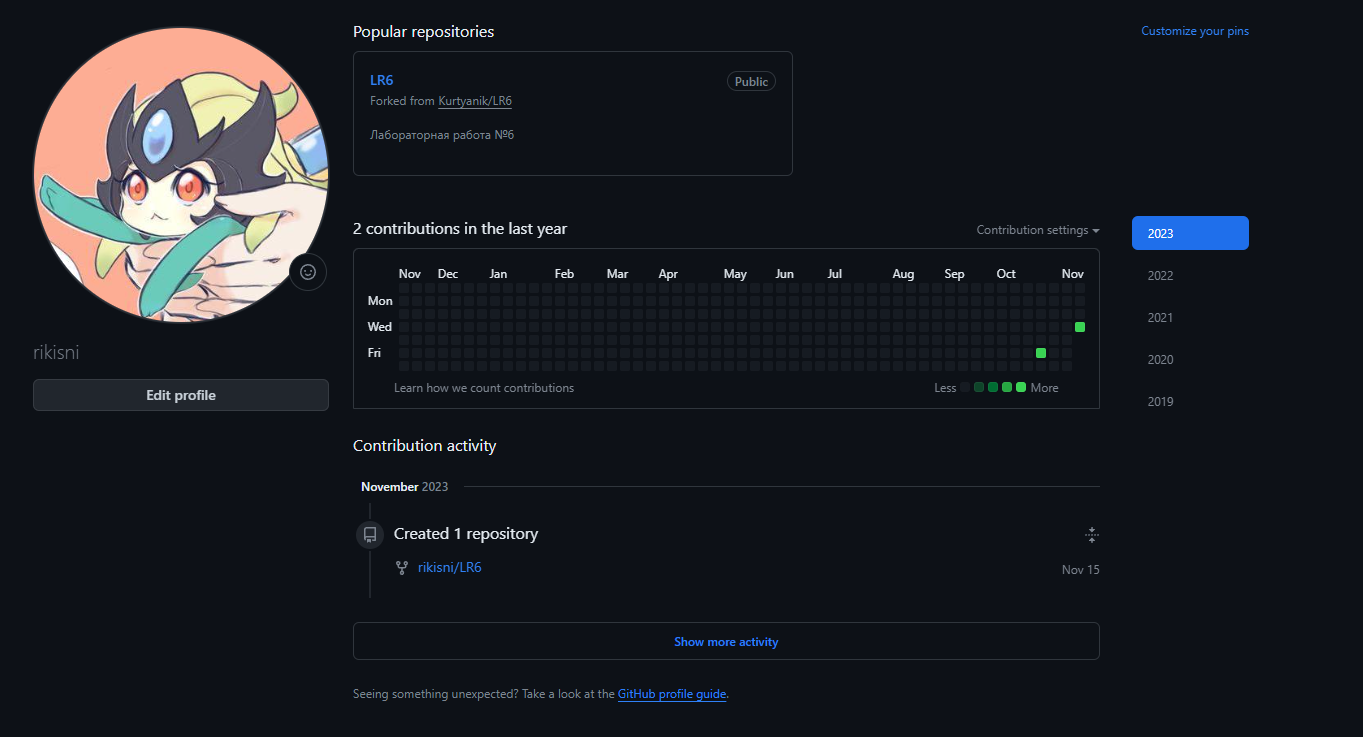 Popular repositories
Customize your pins
LR6
Public
Forked from Kurtyanik/LR6
Лабораторная работа №6
2 contributions in the last year
Contribution settings
2023
2022
2021
2020
2019
Nov Dec Jan Feb Mar Apr May Jun Jul Aug Sep Oct Nov
Mon
Wed
Fri
Learn how we count contributions
Less More
rikisni
Edit profile
Contribution activity
November 2023
Created 1 repository
rikisni/LR6
Nov 15
Show more activity
Seeing something unexpected? Take a look at the GitHub profile guide.